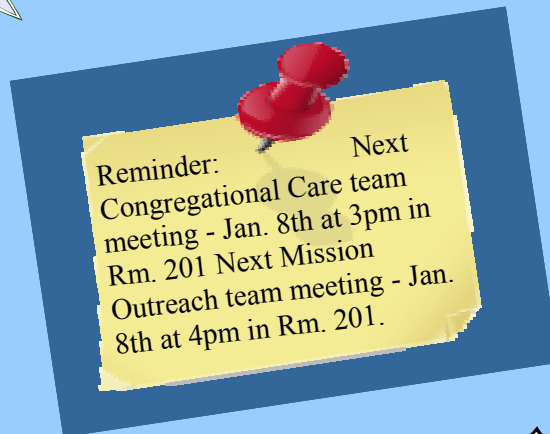 Reminder: Next
Congregational Care team
meeting - Jan. 8th at 3pm in
Rm. 201 Next Mission
Outreach team meeting - Jan.
8th at 4pm in Rm. 201.